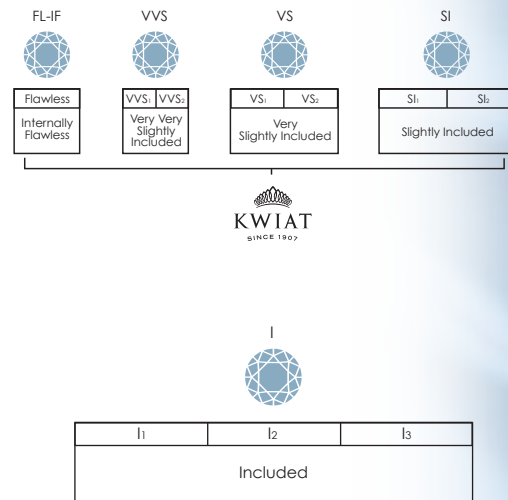 FL-IF
VVS
VS
SI
Flawless
VVS₁ VVS₂
VS₁ VS₂
SI₁ SI₂
Internally
Flawless
Very Very
Slightly
Included
Very
Slightly Included
Slightly Included
KWIAT
SINCE 1907
I
I₁ I₂ I₃
Included